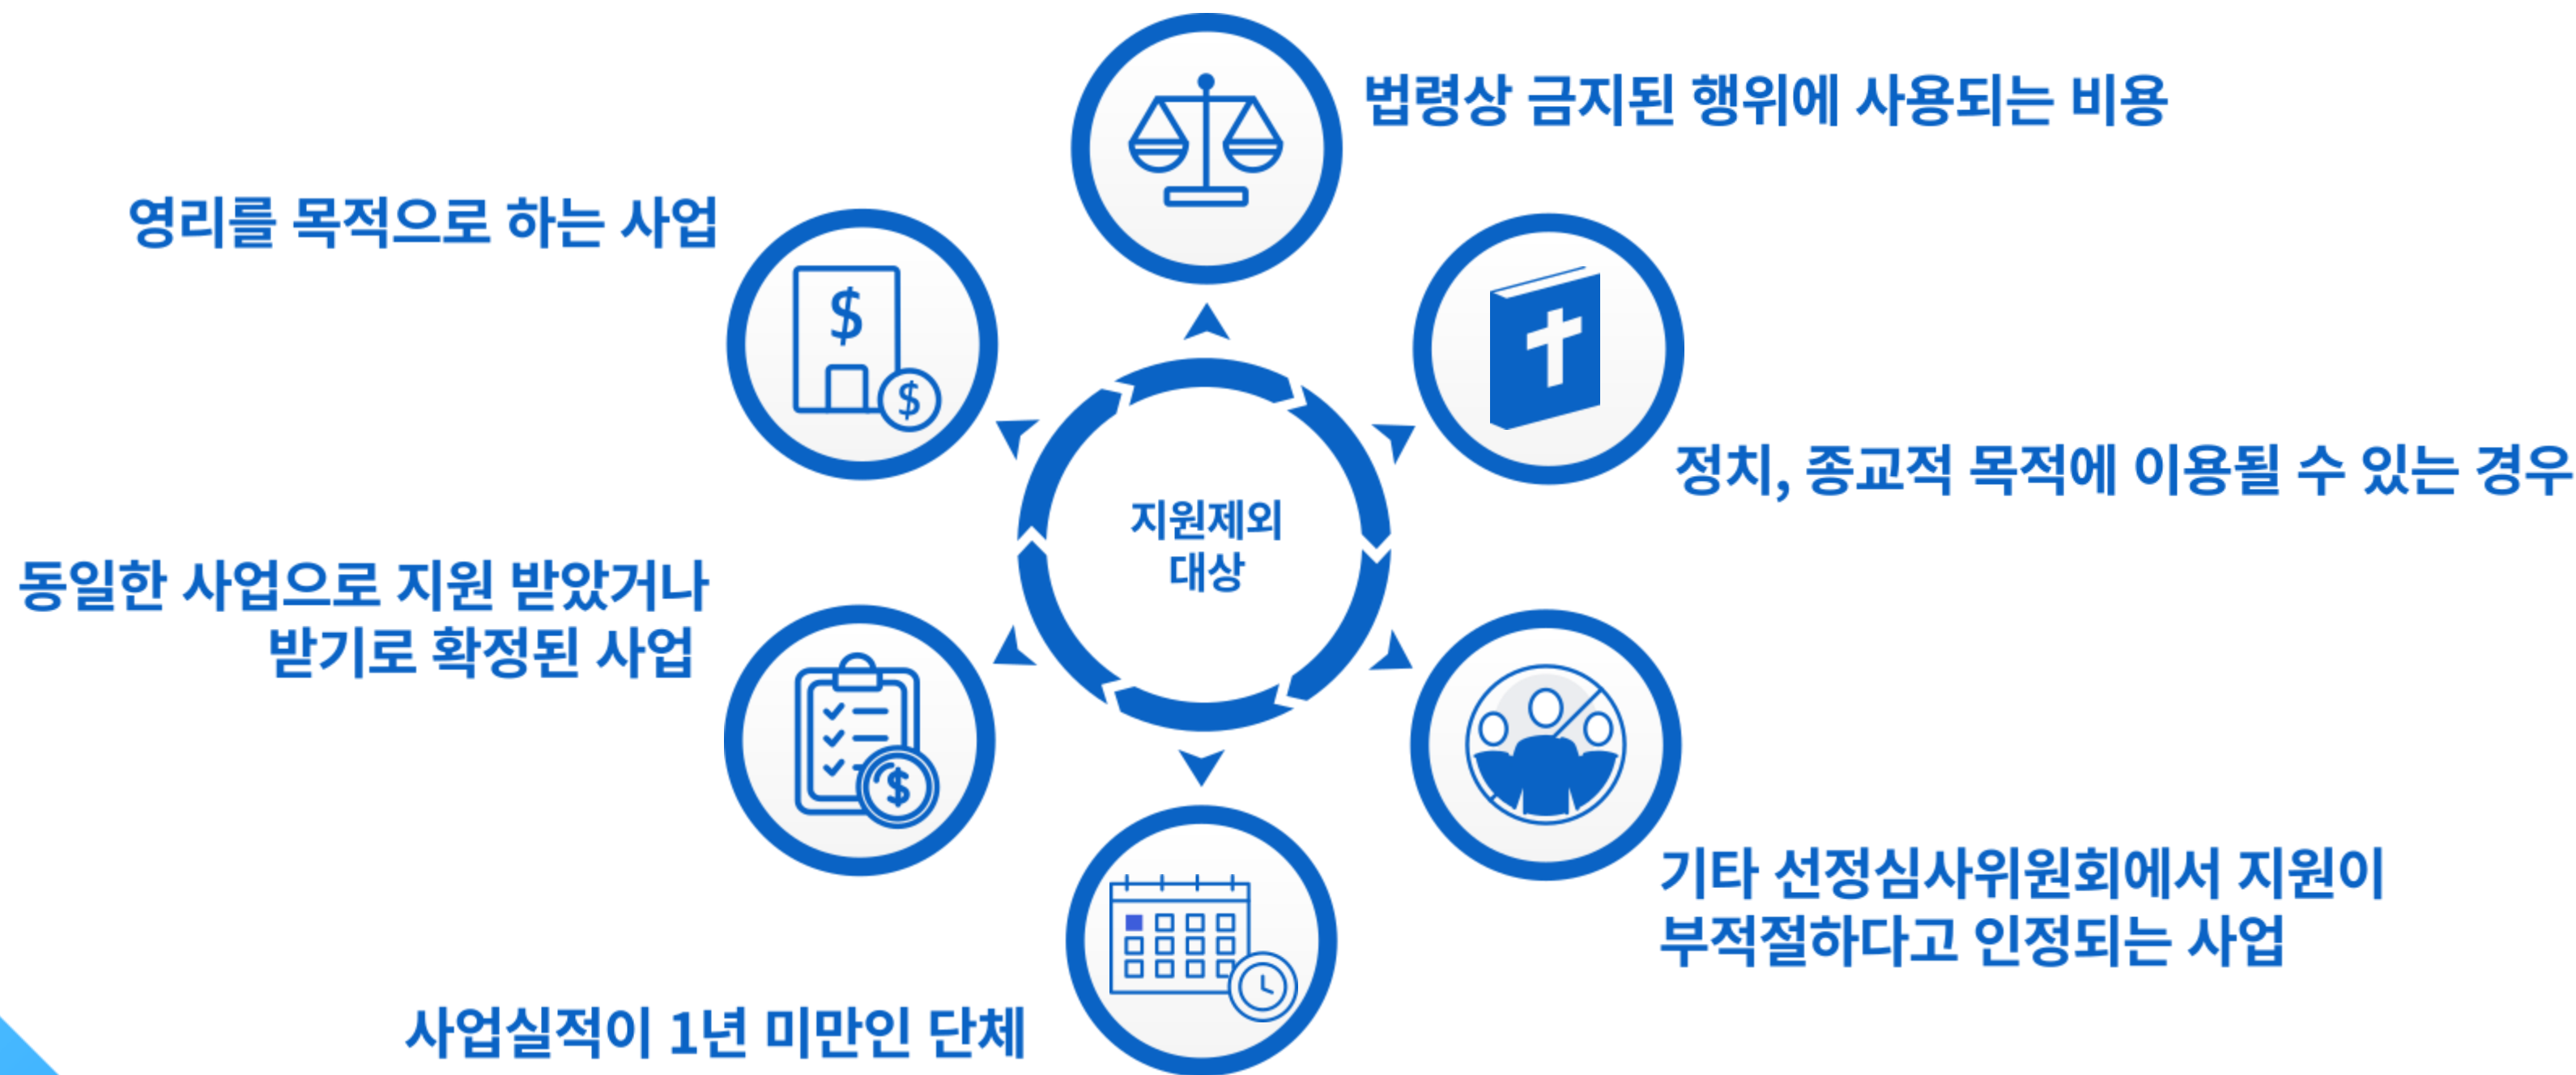 법령상 금지된 행위에 사용되는 비용
영리를 목적으로 하는 사업
정치, 종교적 목적에 이용될 수 있는 경우
지원제외
대상
동일한 사업으로 지원 받았거나
받기로 확정된 사업
기타 선정심사위원회에서 지원이
부적절하다고 인정되는 사업
사업실적이 1년 미만인 단체